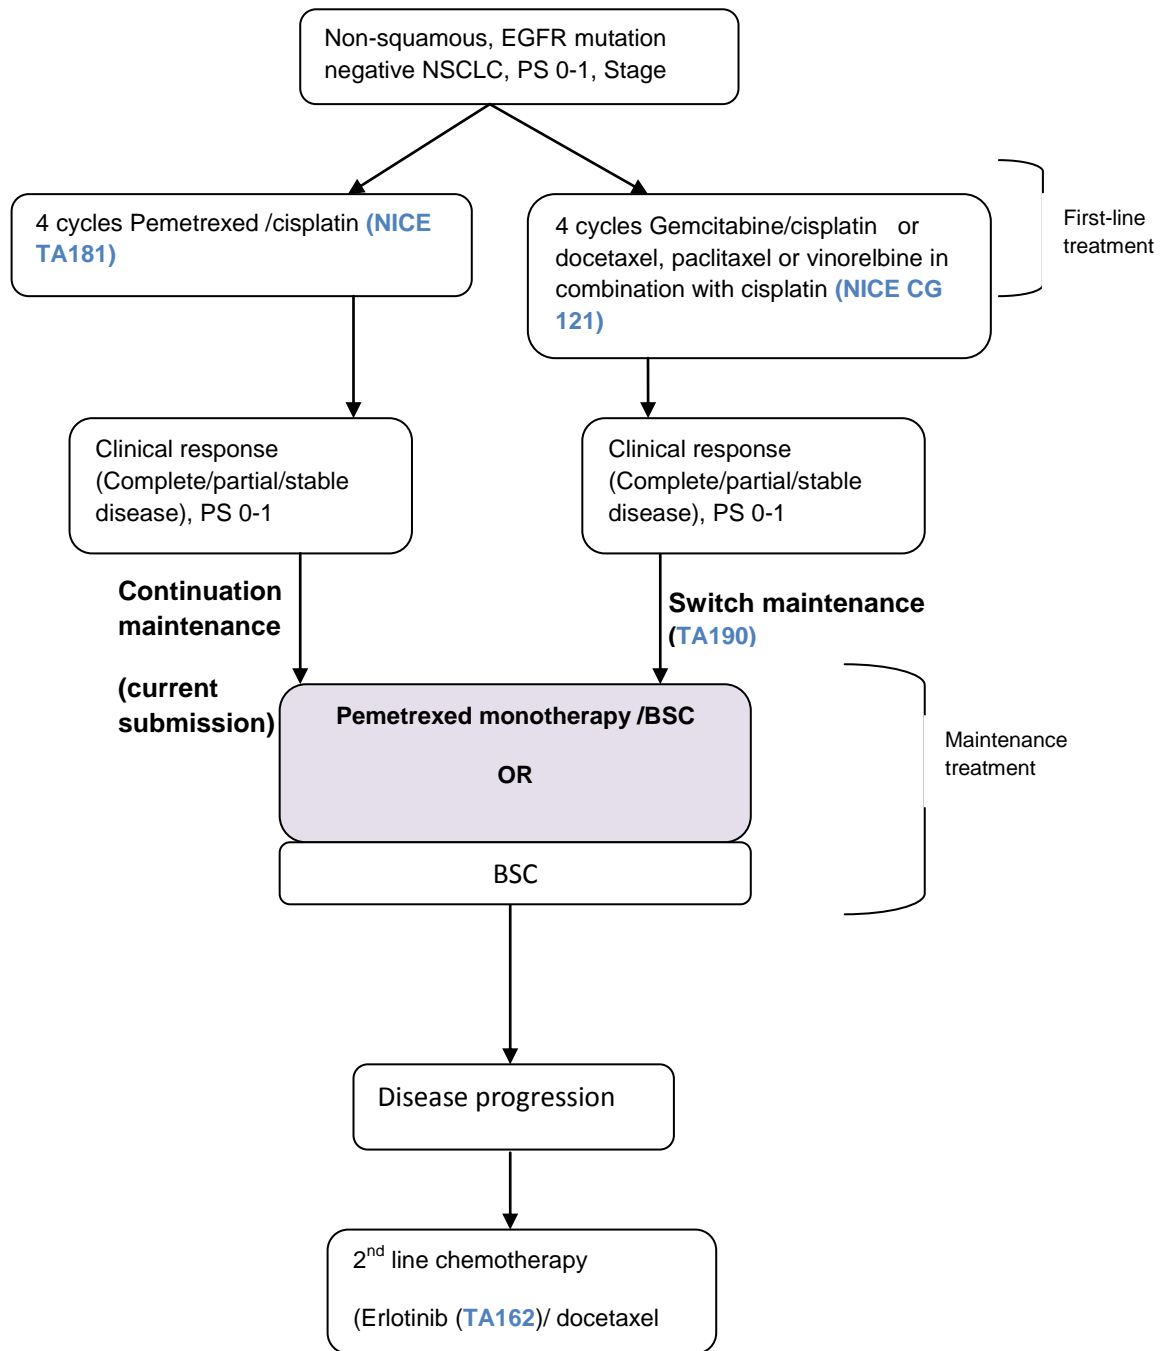 Non-squamous, EGFR mutation
negative NSCLC, PS 0-1, Stage
4 cycles Pemetrexed /cisplatin (NICE
TA181)
4 cycles Gemcitabine/cisplatin or
docetaxel, paclitaxel or vinorelbine in
combination with cisplatin (NICE CG
121)
First-line
treatment
Clinical response
(Complete/partial/stable
disease), PS 0-1
Clinical response
(Complete/partial/stable
disease), PS 0-1
Continuation
maintenance
(current
submission)
Switch maintenance
(TA190)
Pemetrexed monotherapy /BSC
OR
BSC
Maintenance
treatment
Disease progression
2nd line chemotherapy
(Erlotinib (TA162)/ docetaxel